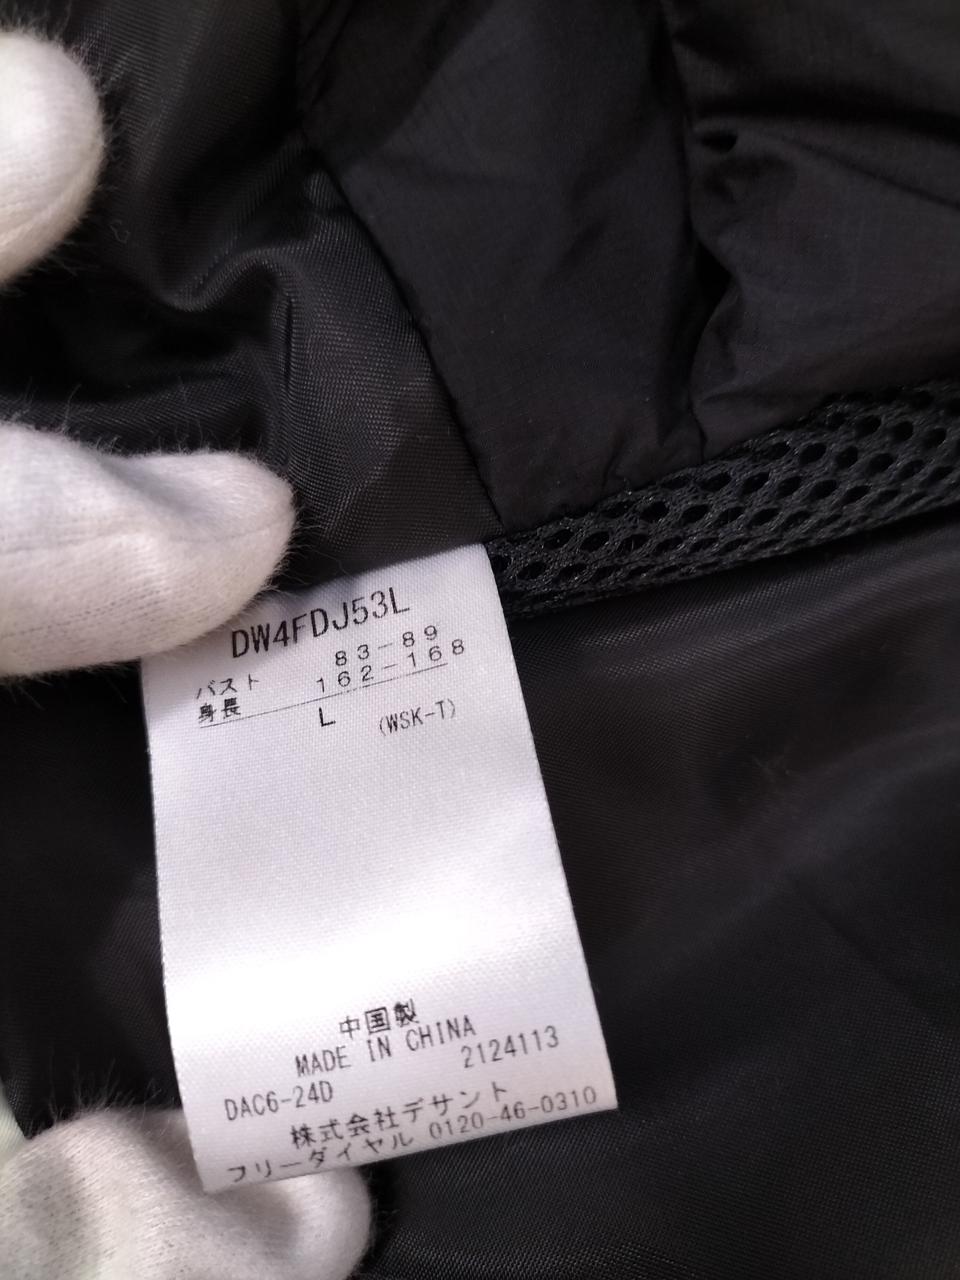 DW4FDJ53L
バスト 83-89
身長 162-168
L (WSK-T)
中国製
MADE IN CHINA
DAC6-24D 2124113
株式会社デサント
フリーダイヤル 0120-46-0310